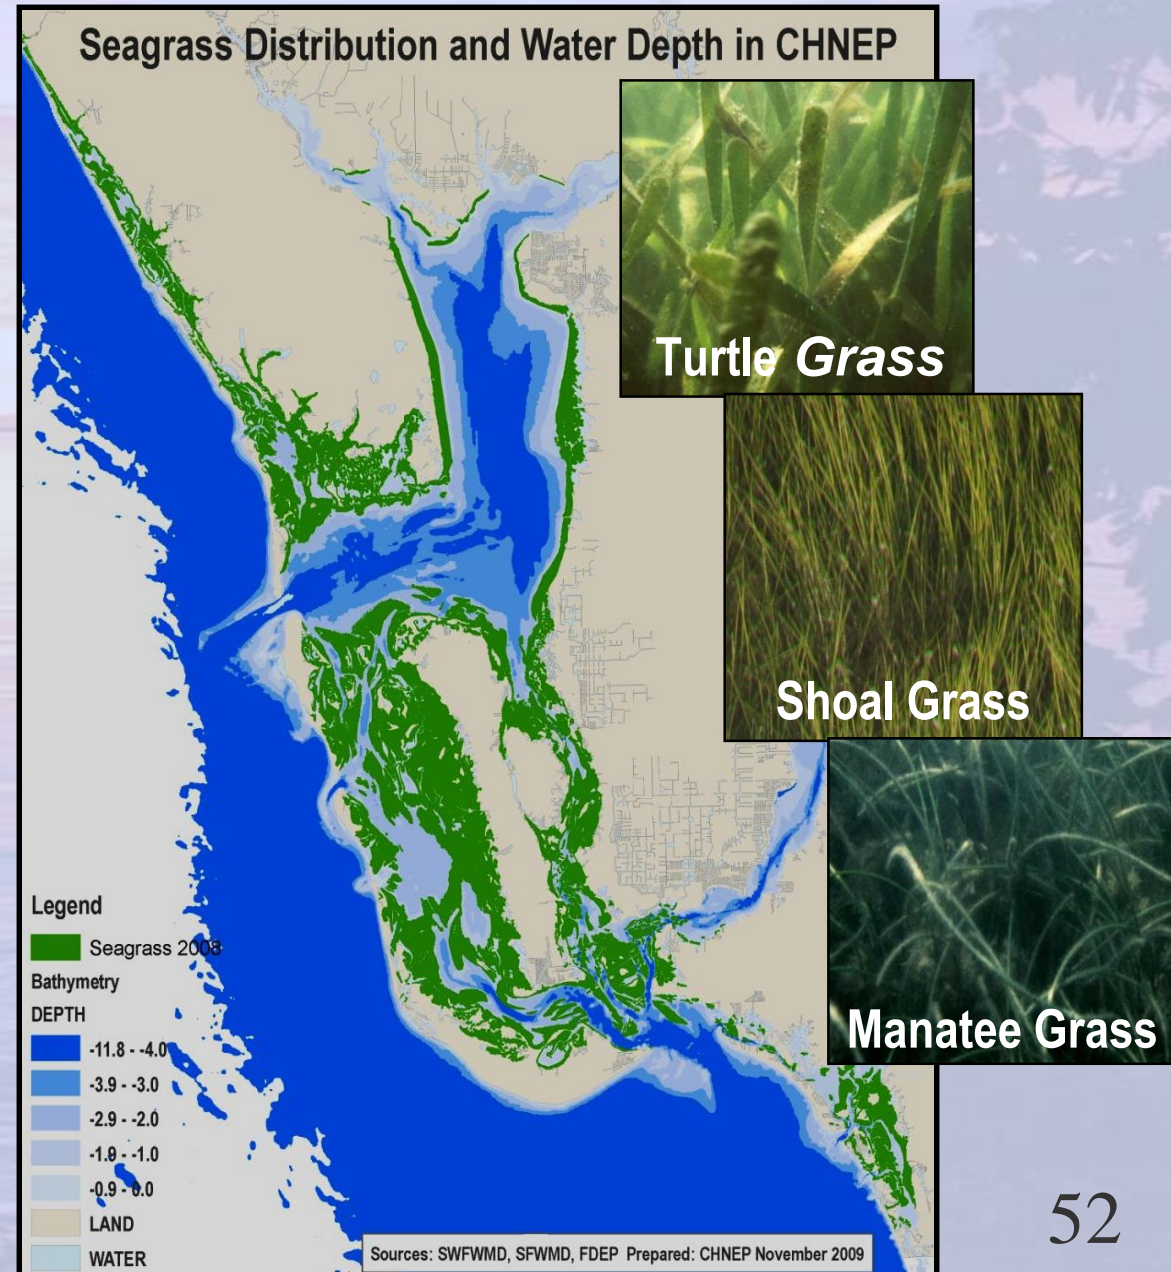 Seagrass Distribution and Water Depth in CHNEP
Turtle Grass
Shoal Grass
Manatee Grass
Legend
Seagrass 2008
Bathymetry
DEPTH
-11.8 - -4.0
-3.9 - -3.0
-2.9 - -2.0
-1.9 - -1.0
-0.9 - 0.0
LAND
WATER
Sources: SWFWMD, SFWMD, FDEP Prepared: CHNEP November 2009
52